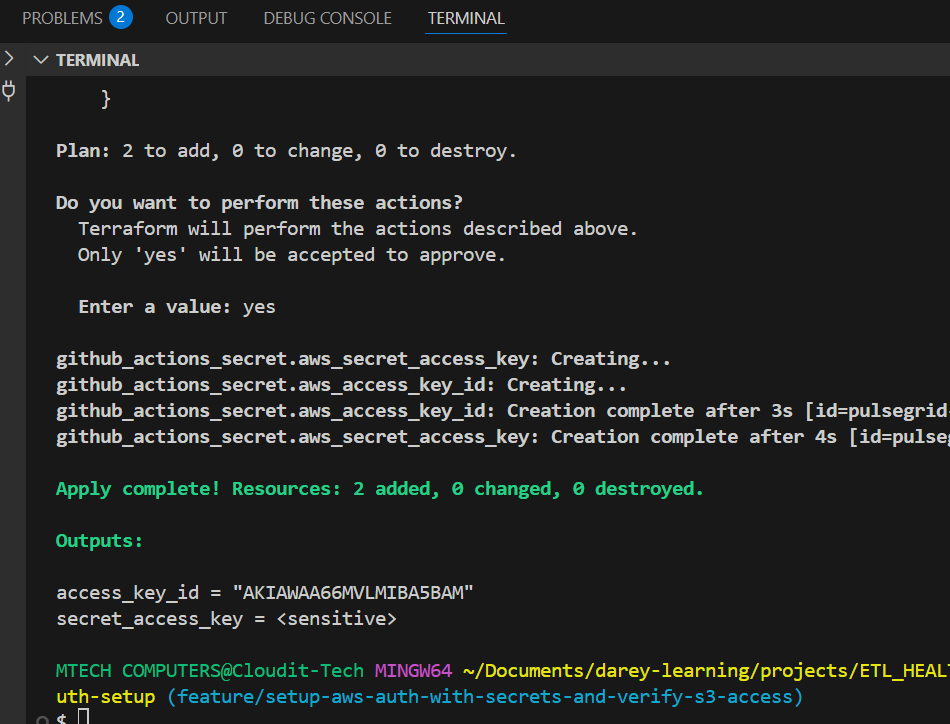 PROBLEMS 2 OUTPUT DEBUG CONSOLE TERMINAL
TERMINAL
}
Plan: 2 to add, 0 to change, 0 to destroy.
Do you want to perform these actions?
Terraform will perform the actions described above.
Only 'yes' will be accepted to approve.
Enter a value: yes
github_actions_secret.aws_secret_access_key: Creating...
github_actions_secret.aws_access_key_id: Creating...
github_actions_secret.aws_access_key_id: Creation complete after 3s [id=pulsegrid-
github_actions_secret.aws_secret_access_key: Creation complete after 4s [id=pulseg
Apply complete! Resources: 2 added, 0 changed, 0 destroyed.
Outputs:
access_key_id = "AKIAWAA66MVLMIBA5BAM"
secret_access_key = <sensitive>
MTECH COMPUTERS@Cloudit-Tech MINGW64 ~/Documents/darey-learning/projects/ETL_HEAL
uth-setup (feature/setup-aws-auth-with-secrets-and-verify-s3-access)
$